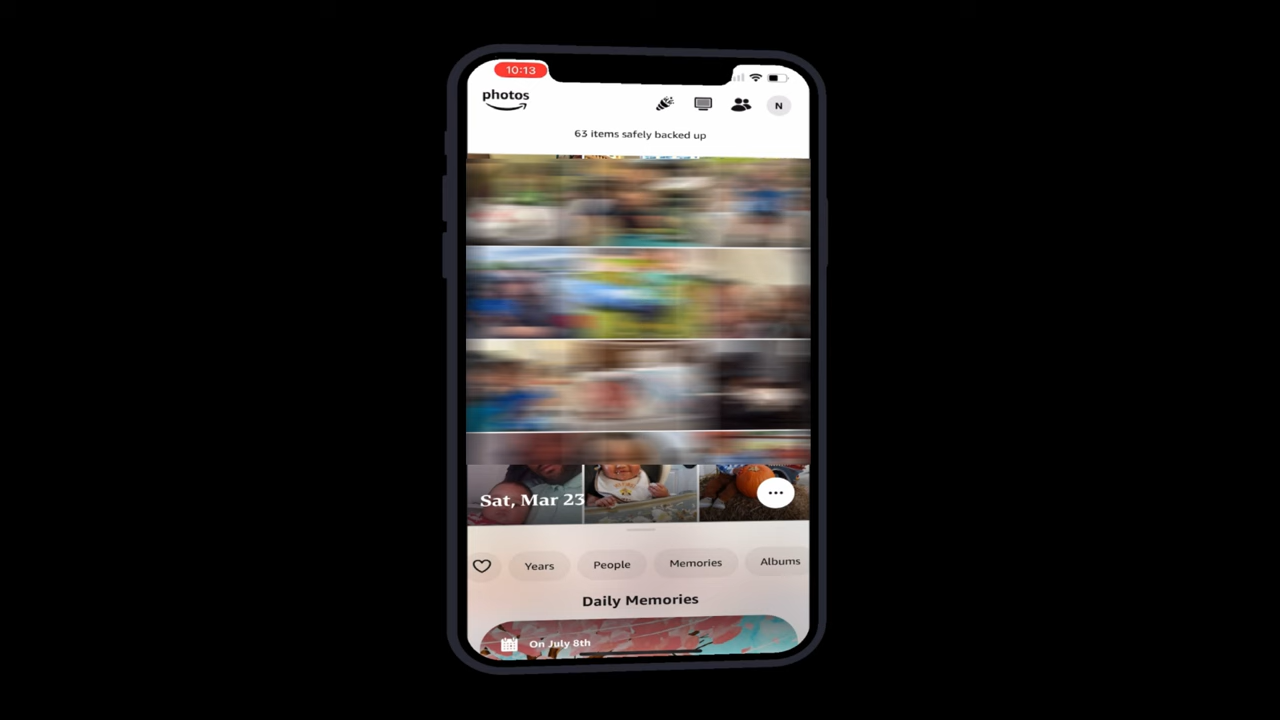 10:13
photos
N
63 items safely backed up
Sat, Mar 23
Years
People
Memories
Albums
Daily Memories
On July 8th